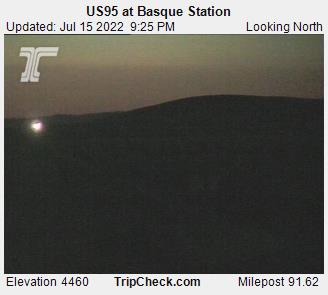 US95 at Basque Station
Updated: Jul 15 2022 9:25 PM Looking North
Elevation 4460 TripCheck.com Milepost 91.62